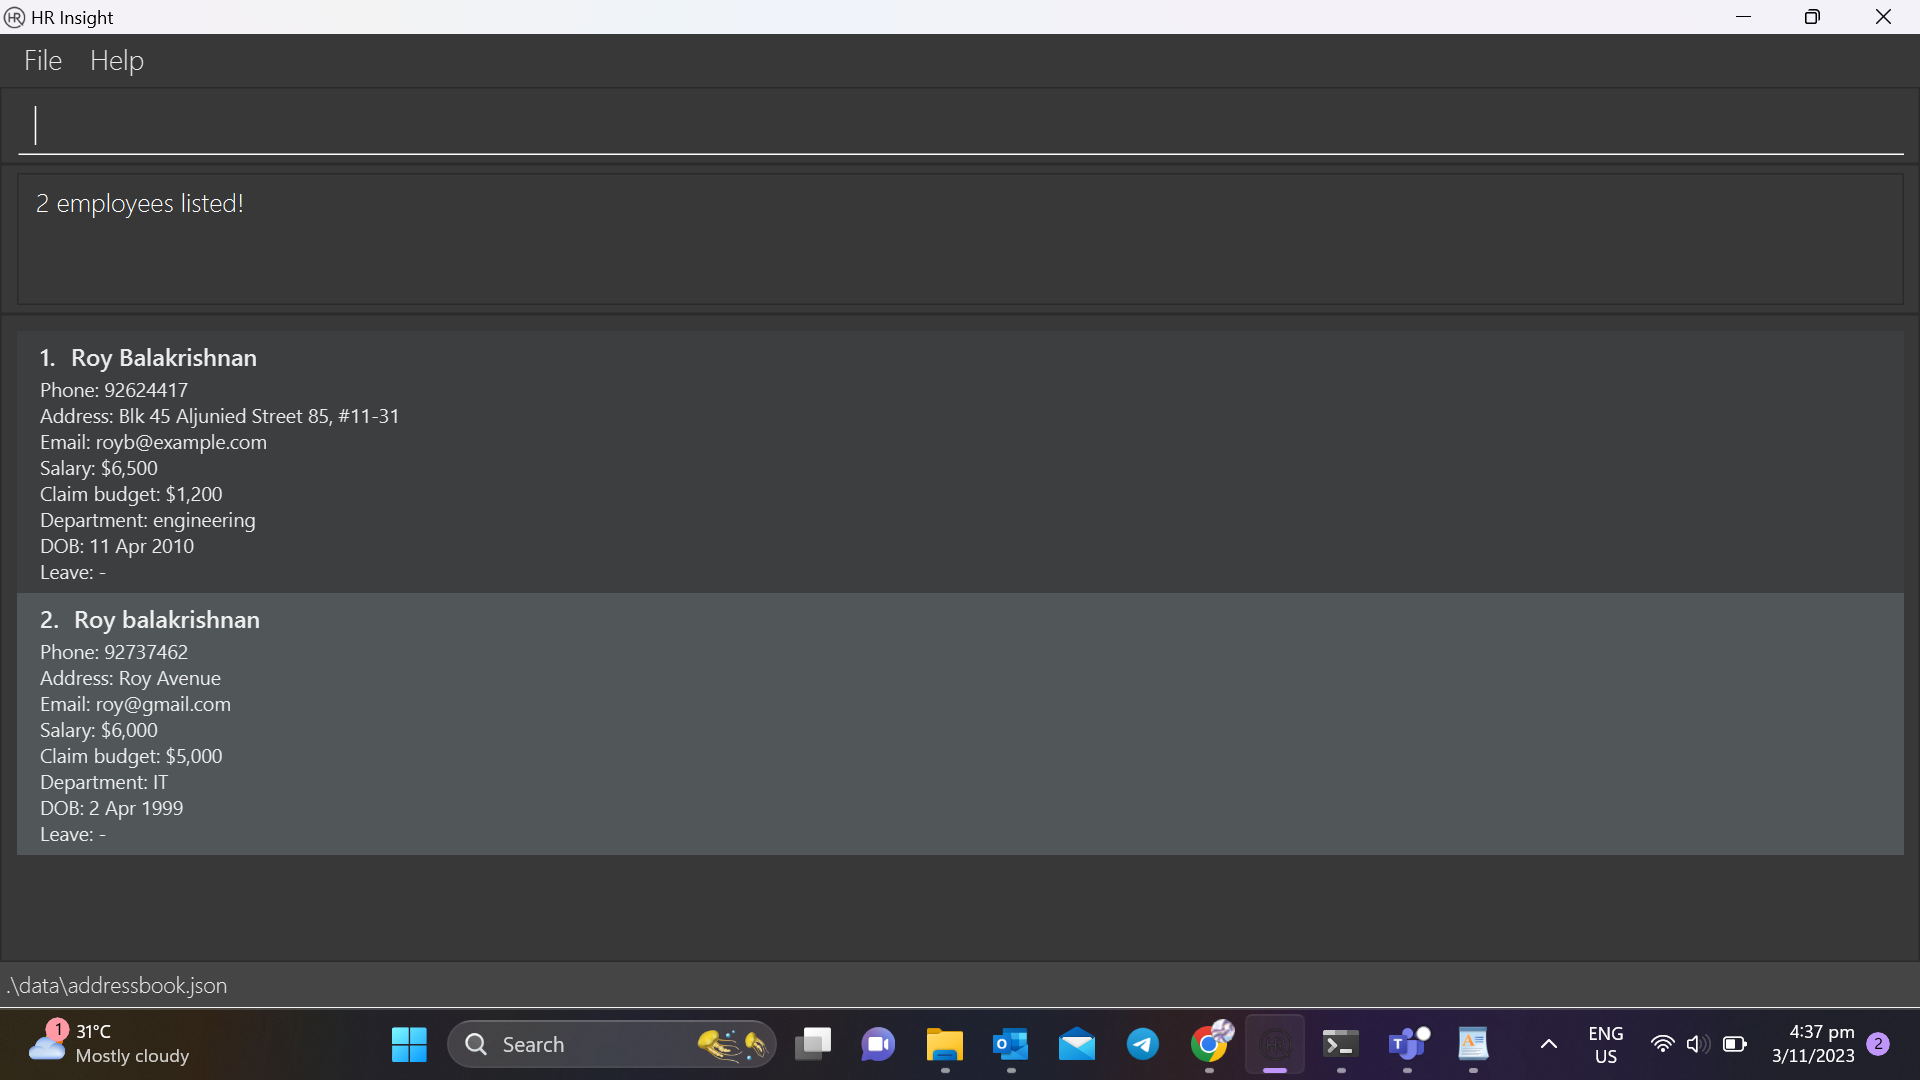 HR Insight
File Help
2 employees listed!
1. Roy Balakrishnan
Phone: 92624417
Address: Blk 45 Aljunied Street 85, #11-31
Email: royb@example.com
Salary: $6,500
Claim budget: $1,200
Department: engineering
DOB: 11 Apr 2010
Leave: -
2. Roy balakrishnan
Phone: 92737462
Address: Roy Avenue
Email: roy@gmail.com
Salary: $6,000
Claim budget: $5,000
Department: IT
DOB: 2 Apr 1999
Leave: -
.\data\addressbook.json
1
31°C
Mostly cloudy
Search
ENG
US
4:37 pm
3/11/2023
2